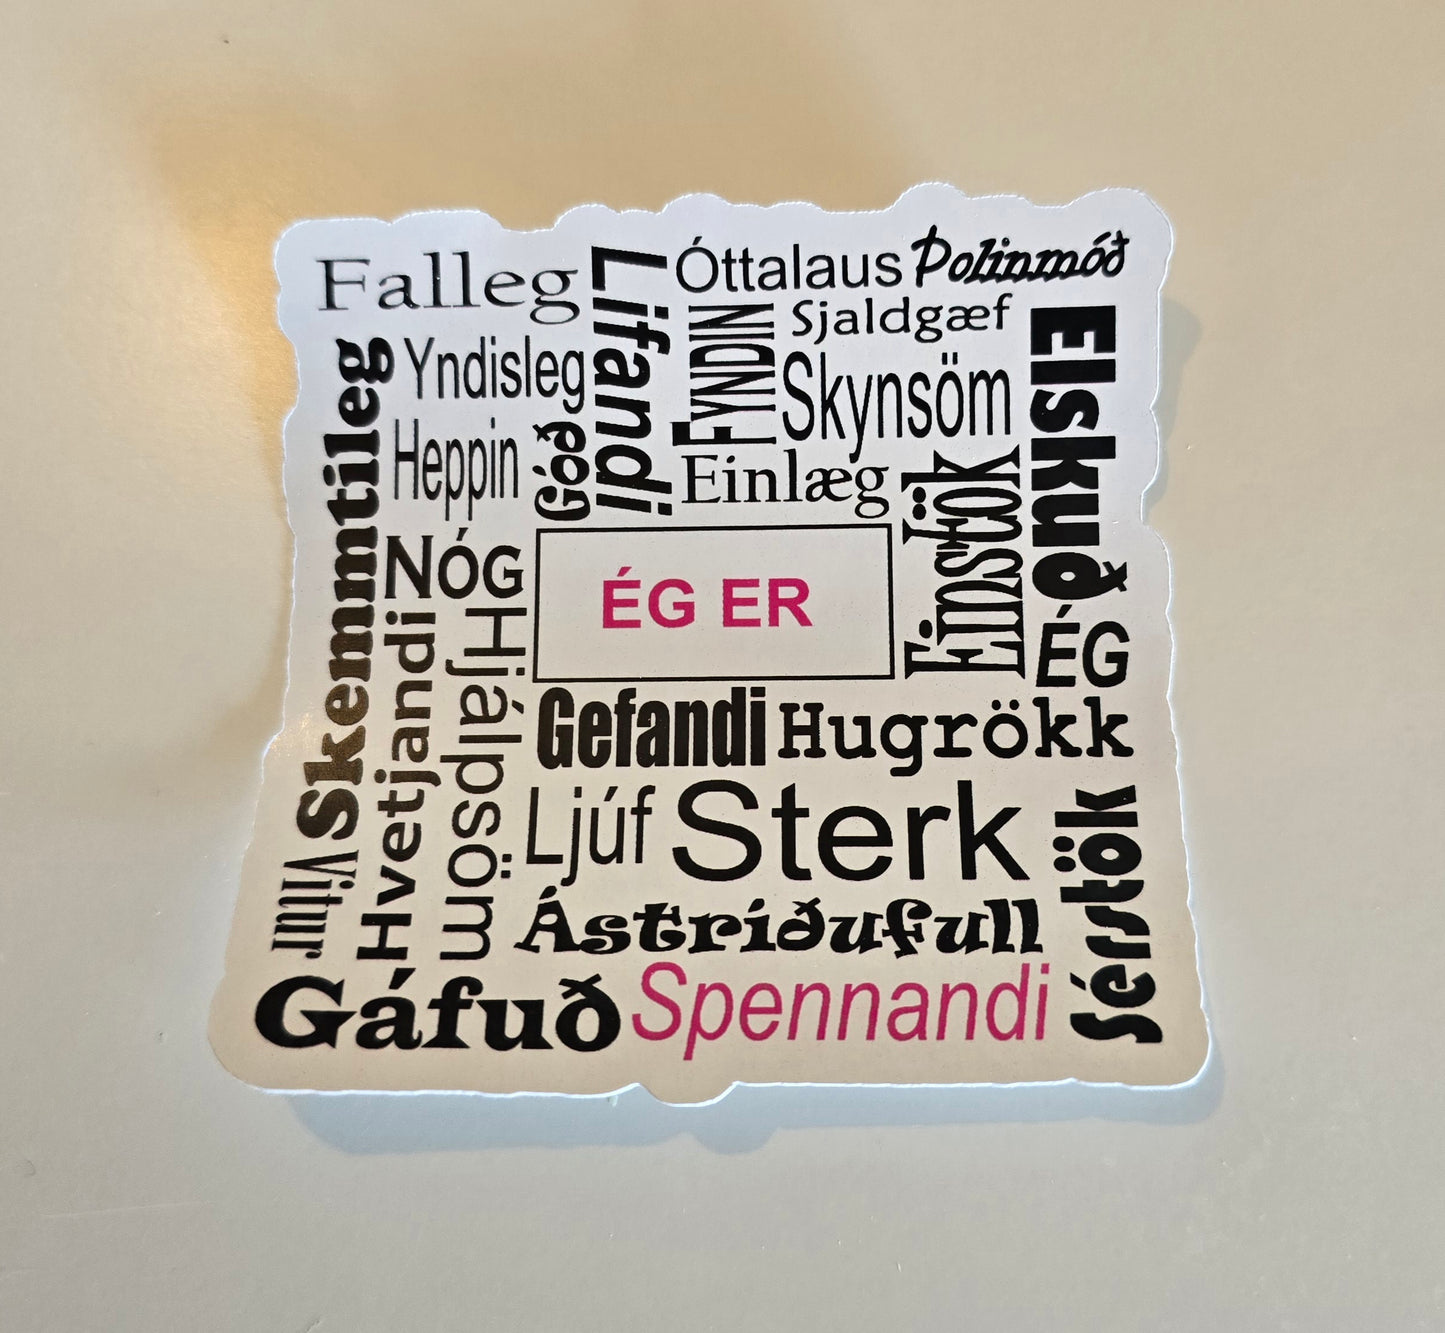 Falleg
Lifandi
Óttalaus
Þolinmóð
Sjaldgæf
FYNDIN
Skynsöm
Elskuð
Skemmtileg
Yndisleg
Heppin
Góð
Einlæg
Einstök
NÓG
ÉG ER
ÉG
Hvetjandi
Hjálpsöm
Gefandi
Hugrökk
Ljúf
Sterk
Sérstök
Vitur
Ástríðufull
Gáfuð
Spennandi